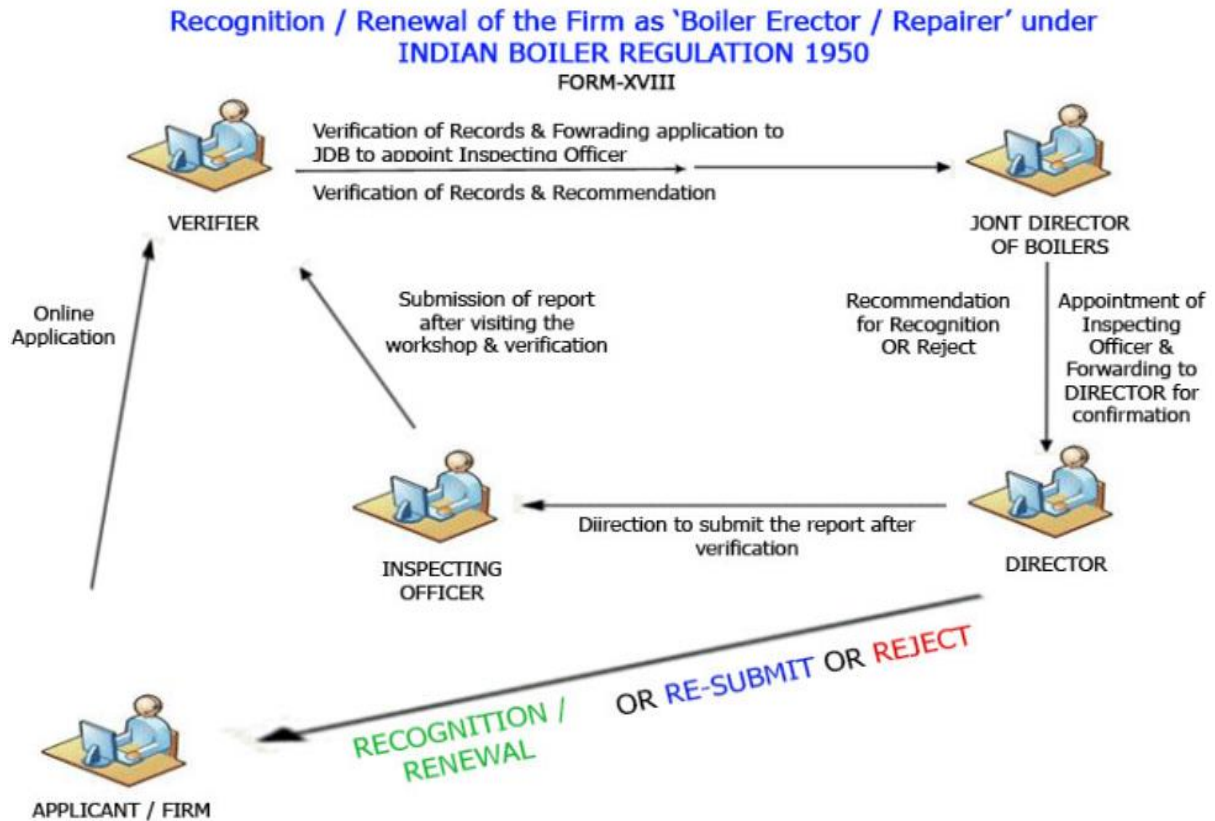 Recognition / Renewal of the Firm as ‘Boiler Erector / Repairer’ under
INDIAN BOILER REGULATION 1950
FORM-XVIII
Verification of Records & Fowrading application to
JDB to appoint Inspecting Officer
Verification of Records & Recommendation
VERIFIER
JONT DIRECTOR
OF BOILERS
Online
Application
Submission of report
after visiting the
workshop & verification
Recommendation
for Recognition
OR Reject
Appointment of
Inspecting
Officer &
Forwarding to
DIRECTOR for
confirmation
INSPECTING
OFFICER
Diirection to submit the report after
verification
DIRECTOR
RECOGNITION /
RENEWAL
OR RE-SUBMIT OR REJECT
APPLICANT / FIRM